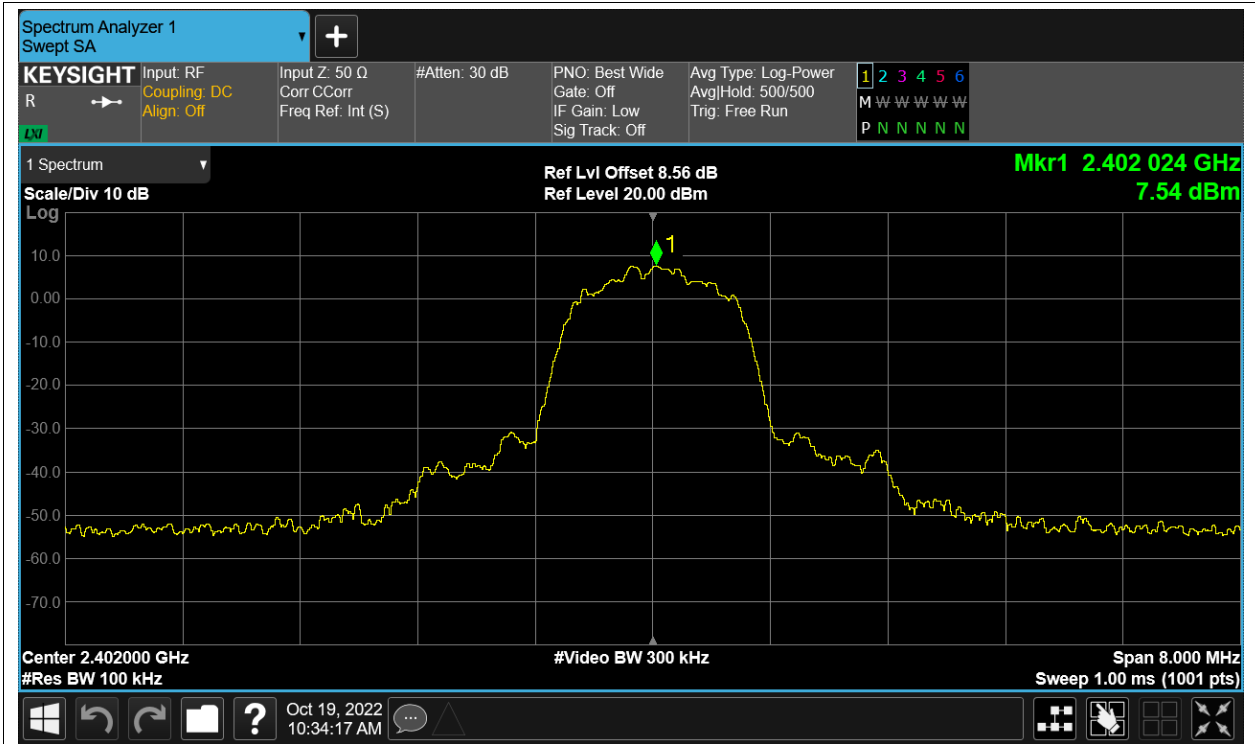 Spectrum Analyzer 1
Swept SA
KEYSIGHT
R
LXI
Input: RF
Coupling: DC
Align: Off
Input Z: 50 Ω
Corr CCorr
Freq Ref: Int (S)
#Atten: 30 dB
PNO: Best Wide
Gate: Off
IF Gain: Low
Sig Track: Off
Avg Type: Log-Power
Avg|Hold: 500/500
Trig: Free Run
1 2 3 4 5 6
M W W W W W
P N N N N N
1 Spectrum
Scale/Div 10 dB
Log
Ref Lvl Offset 8.56 dB
Ref Level 20.00 dBm
Mkr1 2.402 024 GHz
7.54 dBm
1
10.0
0.00
-10.0
-20.0
-30.0
-40.0
-50.0
-60.0
-70.0
Center 2.402000 GHz
#Video BW 300 kHz
Span 8.000 MHz
#Res BW 100 kHz
Sweep 1.00 ms (1001 pts)
?
Oct 19, 2022
10:34:17 AM